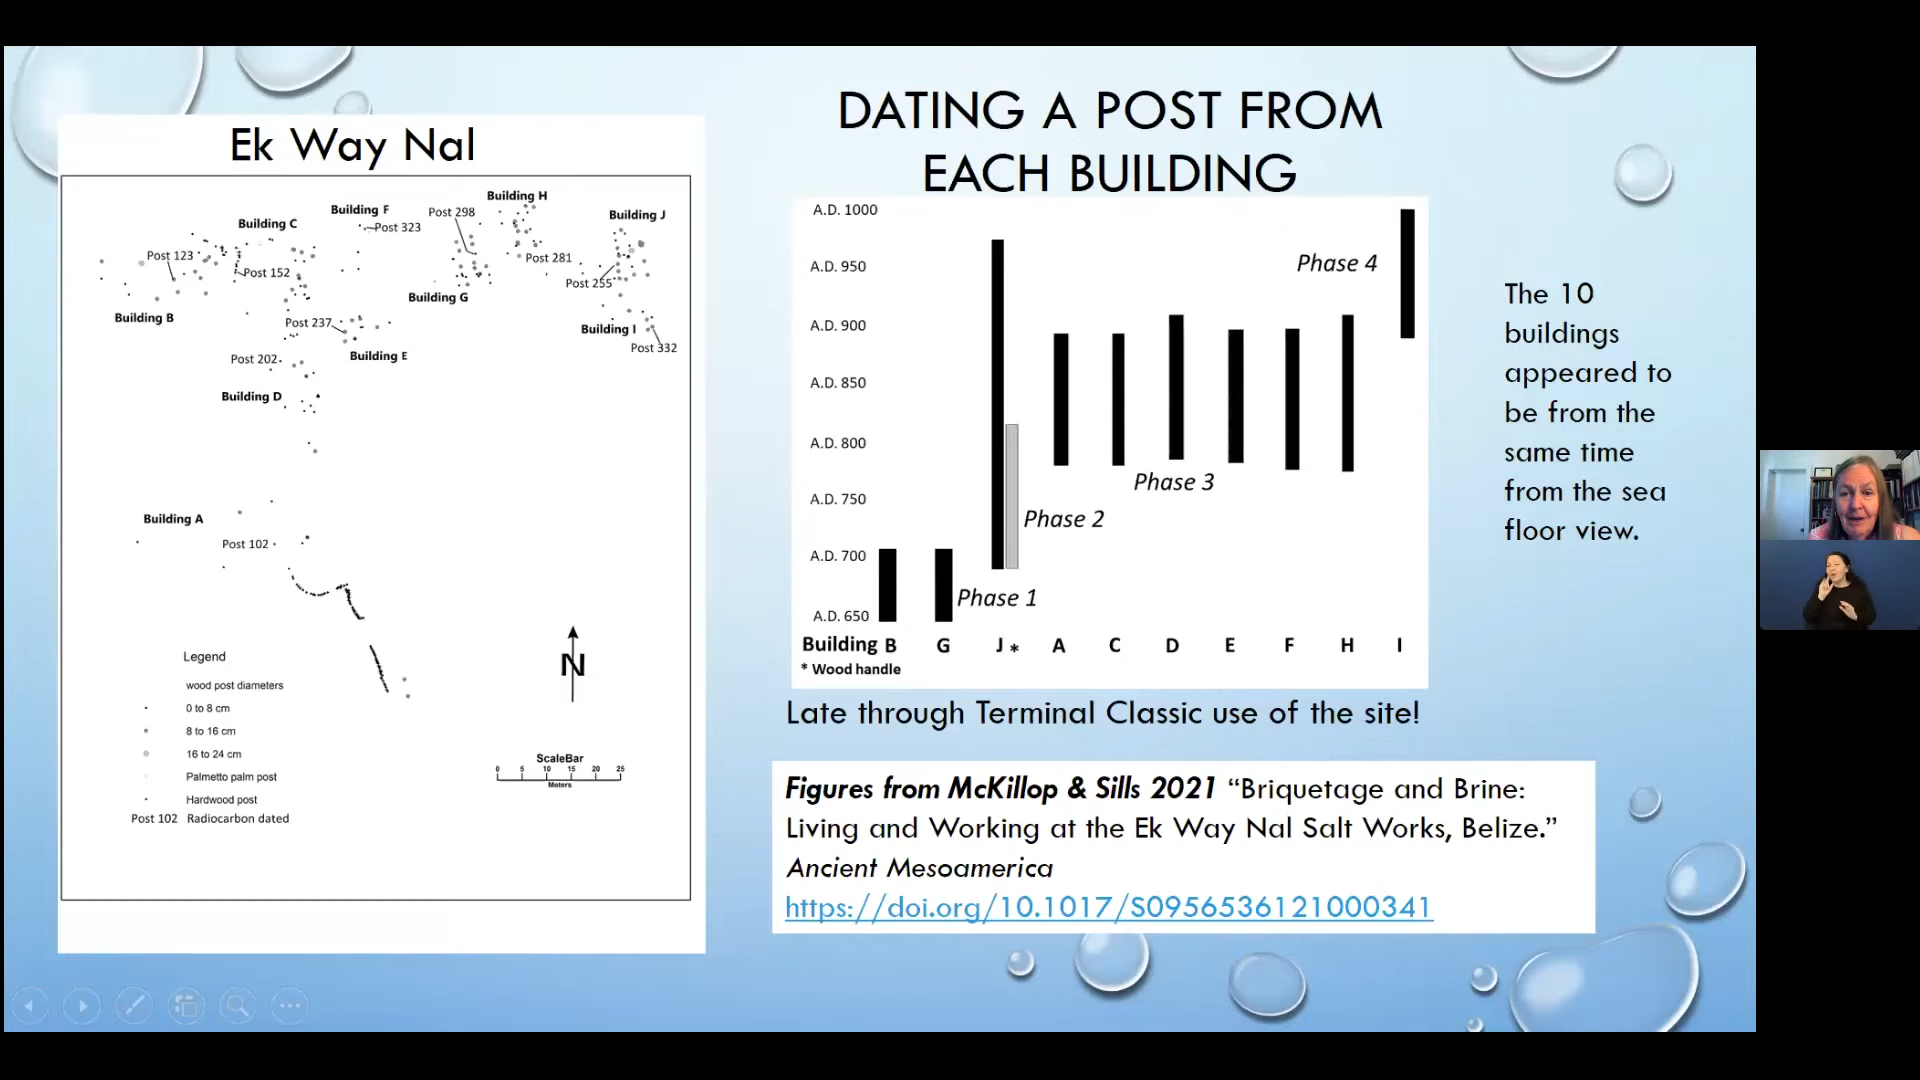 Ek Way Nal
Building H
Building F
Post 298
Building J
Building C
Post 323
Post 123
Post 281
Post 152
Post 255
Building G
Building B
Post 237
Building I
Post 332
Post 202
Building E
Building D
Building A
Post 102
Legend
wood post diameters
0 to 8 cm
8 to 16 cm
16 to 24 cm
Palmetto palm post
Hardwood post
Post 102 Radiocarbon dated
N
ScaleBar
0 5 10 15 20 25
Meters
DATING A POST FROM
EACH BUILDING
A.D. 1000
A.D. 950
A.D. 900
A.D. 850
A.D. 800
A.D. 750
A.D. 700
A.D. 650
Phase 4
Phase 3
Phase 2
Phase 1
Building B G J * A C D E F H I
* Wood handle
The 10
buildings
appeared to
be from the
same time
from the sea
floor view.
Late through Terminal Classic use of the site!
Figures from McKillop & Sills 2021 “Briquetage and Brine:
Living and Working at the Ek Way Nal Salt Works, Belize.”
Ancient Mesoamerica
https://doi.org/10.1017/S0956536121000341